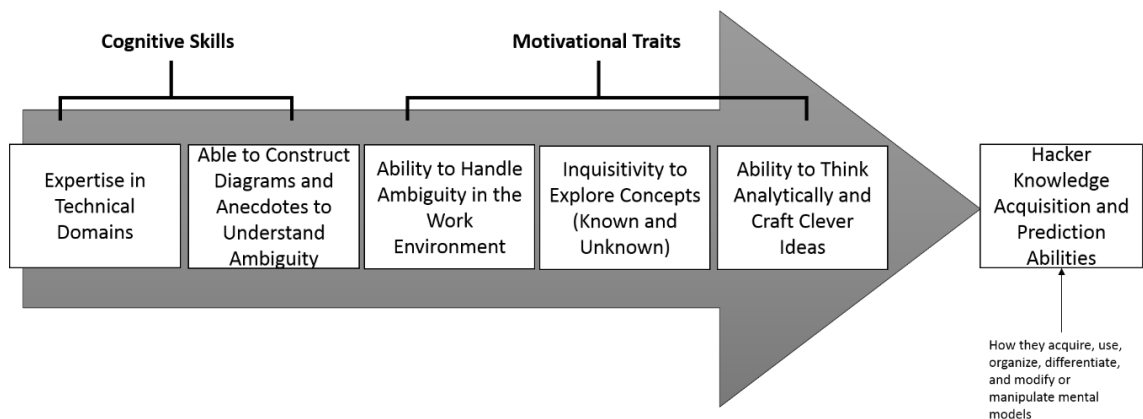 Cognitive Skills
Motivational Traits
Expertise in
Technical
Domains
Able to Construct
Diagrams and
Anecdotes to
Understand
Ambiguity
Ability to Handle
Ambiguity in the
Work
Environment
Inquisitivity to
Explore Concepts
(Known and
Unknown)
Ability to Think
Analytically and
Craft Clever
Ideas
Hacker
Knowledge
Acquisition and
Prediction
Abilities
How they acquire, use,
organize, differentiate,
and modify or
manipulate mental
models